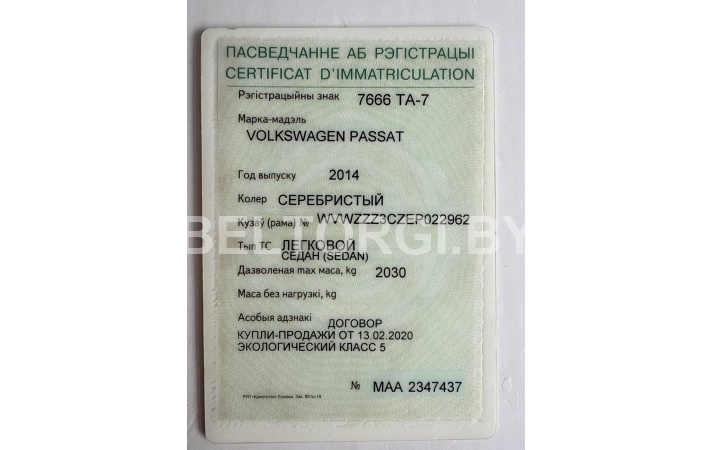 ПАСВЕДЧАННЕ АБ РЭГІСТРАЦЫІ
CERTIFICAT D'IMMATRICULATION
Рэгістрацыйны знак 7666 TA-7
Марка-мадэль
VOLKSWAGEN PASSAT
Год выпуску 2014
Колер СЕРЕБРИСТЫЙ
Кузаў (рама) № WVWZZZ3CZEP022962
BELTORGI.BY
Тып ТС ЛЕГКОВОЙ
СЕДАН (SEDAN)
Дазволеная max маса, kg 2030
Маса без нагрузкі, kg
Асобыя адзнакі ДОГОВОР
КУПЛИ-ПРОДАЖИ ОТ 13.02.2020
ЭКОЛОГИЧЕСКИЙ КЛАСС 5
№ MAA 2347437